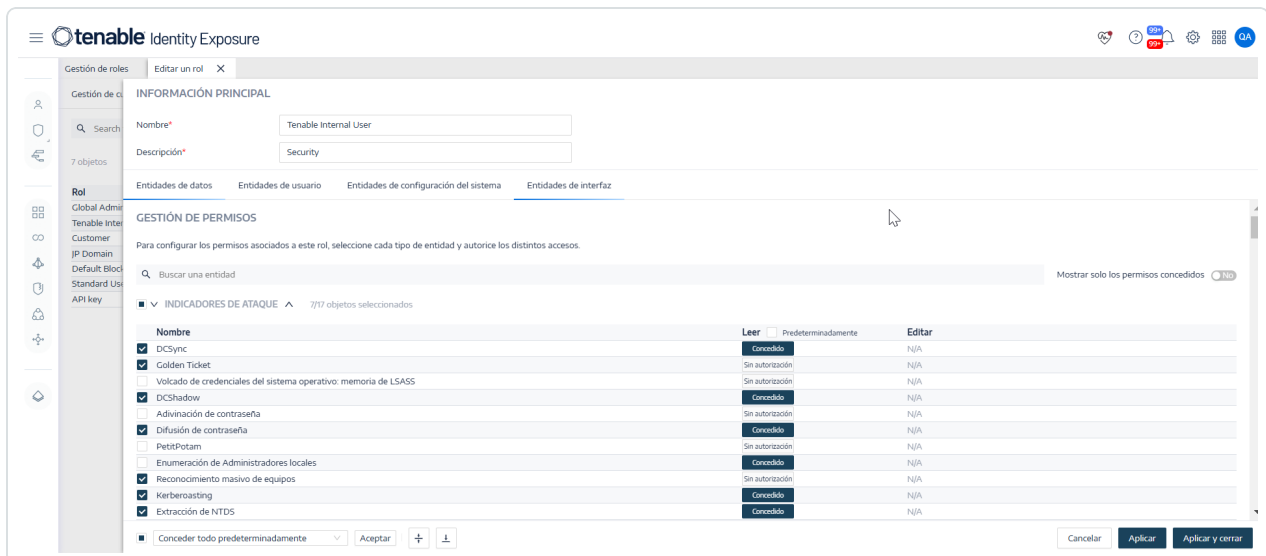 tenable Identity Exposure
99+
99+
QA
Gestión de roles
Editar un rol
Gestión de cu
Search
7 objetos
Rol
Global Admin
Tenable Inter
Customer
JP Domain
Default Block
Standard Use
API key
INFORMACIÓN PRINCIPAL
Nombre*
Tenable Internal User
Descripción*
Security
Entidades de datos
Entidades de usuario
Entidades de configuración del sistema
Entidades de interfaz
GESTIÓN DE PERMISOS
Para configurar los permisos asociados a este rol, seleccione cada tipo de entidad y autorice los distintos accesos.
Buscar una entidad
Mostrar solo los permisos concedidos No
INDICADORES DE ATAQUE 7/17 objetos seleccionados
Nombre Leer Predeterminadamente Editar
DCSync Concedido N/A
Golden Ticket Sin autorización N/A
Volcado de credenciales del sistema operativo: memoria de LSASS Sin autorización N/A
DCShadow Concedido N/A
Adivinación de contraseña Sin autorización N/A
Difusión de contraseña Concedido N/A
PetitPotam Sin autorización N/A
Enumeración de Administradores locales Concedido N/A
Reconocimiento masivo de equipos Sin autorización N/A
Kerberoasting Concedido N/A
Extracción de NTDS Concedido N/A
Conceder todo predeterminadamente
Aceptar
Cancelar
Aplicar
Aplicar y cerrar